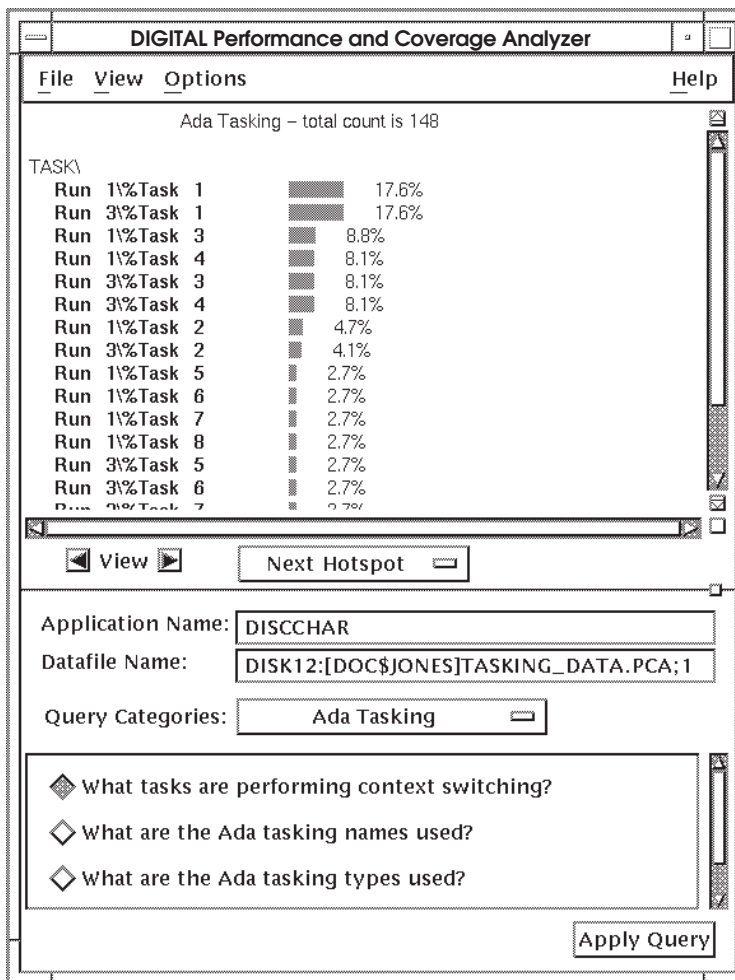 DIGITAL Performance and Coverage Analyzer
File View Options Help
Ada Tasking – total count is 148
TASK\
Run 1\%Task 1 17.6%
Run 3\%Task 1 17.6%
Run 1\%Task 3 8.8%
Run 1\%Task 4 8.1%
Run 3\%Task 3 8.1%
Run 3\%Task 4 8.1%
Run 1\%Task 2 4.7%
Run 3\%Task 2 4.1%
Run 1\%Task 5 2.7%
Run 1\%Task 6 2.7%
Run 1\%Task 7 2.7%
Run 1\%Task 8 2.7%
Run 3\%Task 5 2.7%
Run 3\%Task 6 2.7%
Run 3\%Task 7 2.7%
View Next Hotspot
Application Name: DISCCHAR
Datafile Name: DISK12:[DOC$JONES]TASKING_DATA.PCA;1
Query Categories: Ada Tasking
What tasks are performing context switching?
What are the Ada tasking names used?
What are the Ada tasking types used?
Apply Query